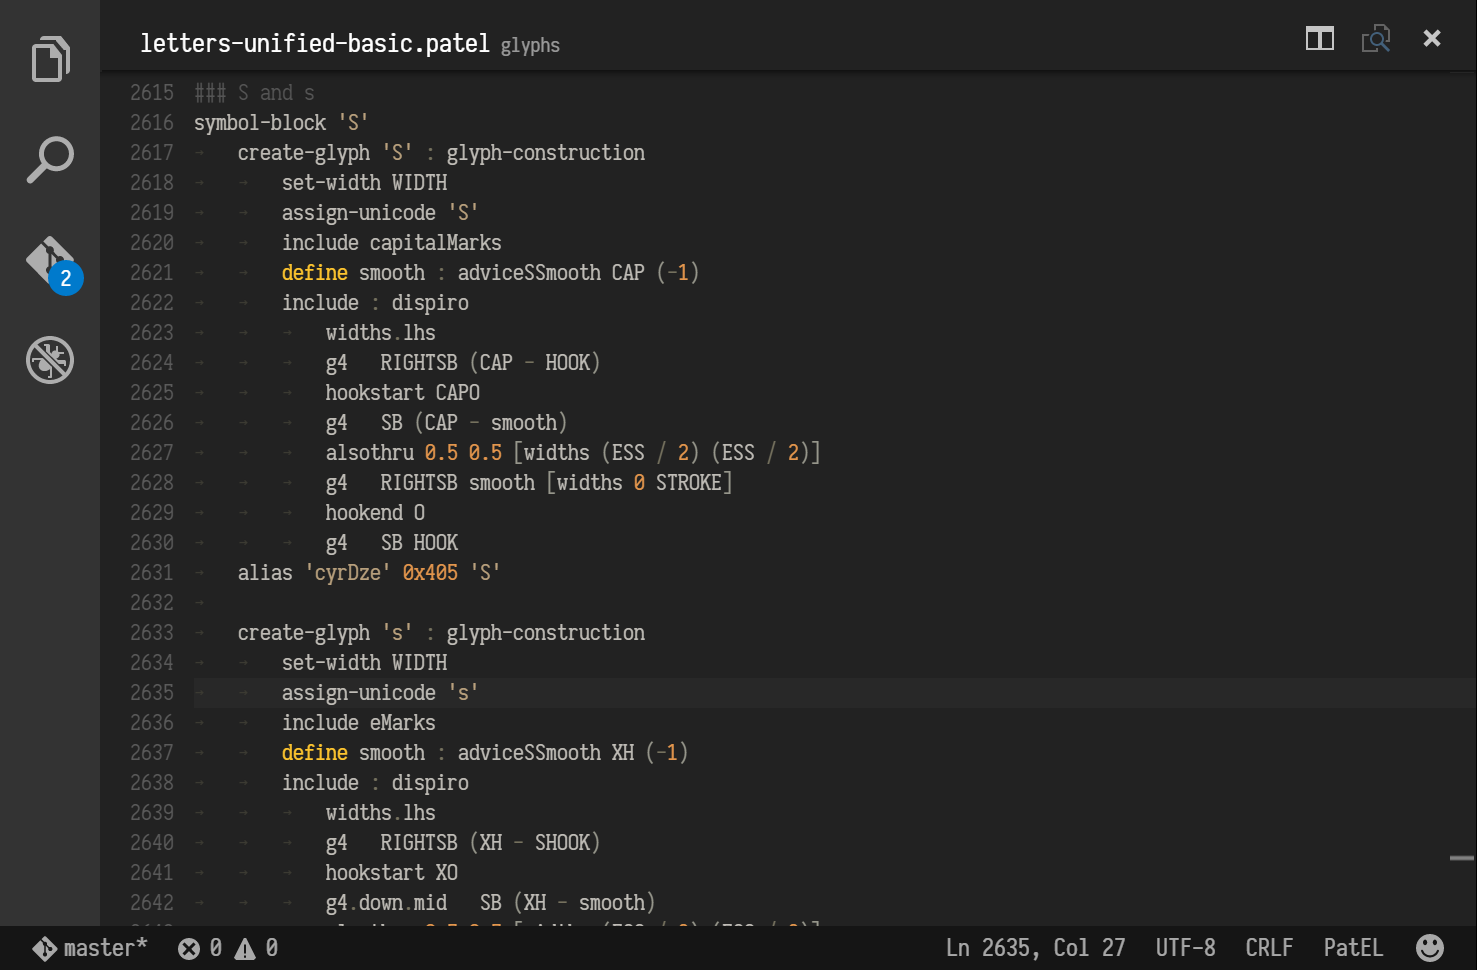 letters-unified-basic.patel glyphs
2615 ### S and s
2616 symbol-block 'S'
2617 create-glyph 'S' : glyph-construction
2618 set-width WIDTH
2619 assign-unicode 'S'
2620 include capitalMarks
2621 define smooth : adviceSSmooth CAP (-1)
2622 include : dispiro
2623 widths.lhs
2624 g4 RIGHTSB (CAP - HOOK)
2625 hookstart CAPO
2626 g4 SB (CAP - smooth)
2627 alsothru 0.5 0.5 [widths (ESS / 2) (ESS / 2)]
2628 g4 RIGHTSB smooth [widths 0 STROKE]
2629 hookend O
2630 g4 SB HOOK
2631 alias 'cyrDze' 0x405 'S'
2632
2633 create-glyph 's' : glyph-construction
2634 set-width WIDTH
2635 assign-unicode 's'
2636 include eMarks
2637 define smooth : adviceSSmooth XH (-1)
2638 include : dispiro
2639 widths.lhs
2640 g4 RIGHTSB (XH - SHOOK)
2641 hookstart XO
2642 g4.down.mid SB (XH - smooth)
2
master* 0 0 Ln 2635, Col 27 UTF-8 CRLF PatEL